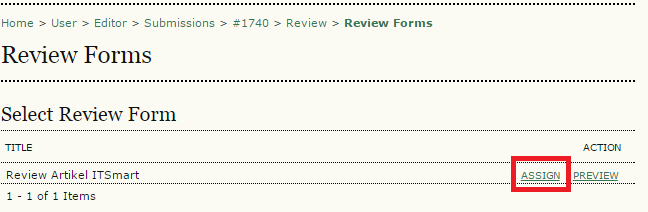 Home > User > Editor > Submissions > #1740 > Review > Review Forms
Review Forms
Select Review Form
TITLE ACTION
Review Artikel ITSmart ASSIGN PREVIEW
1 - 1 of 1 Items